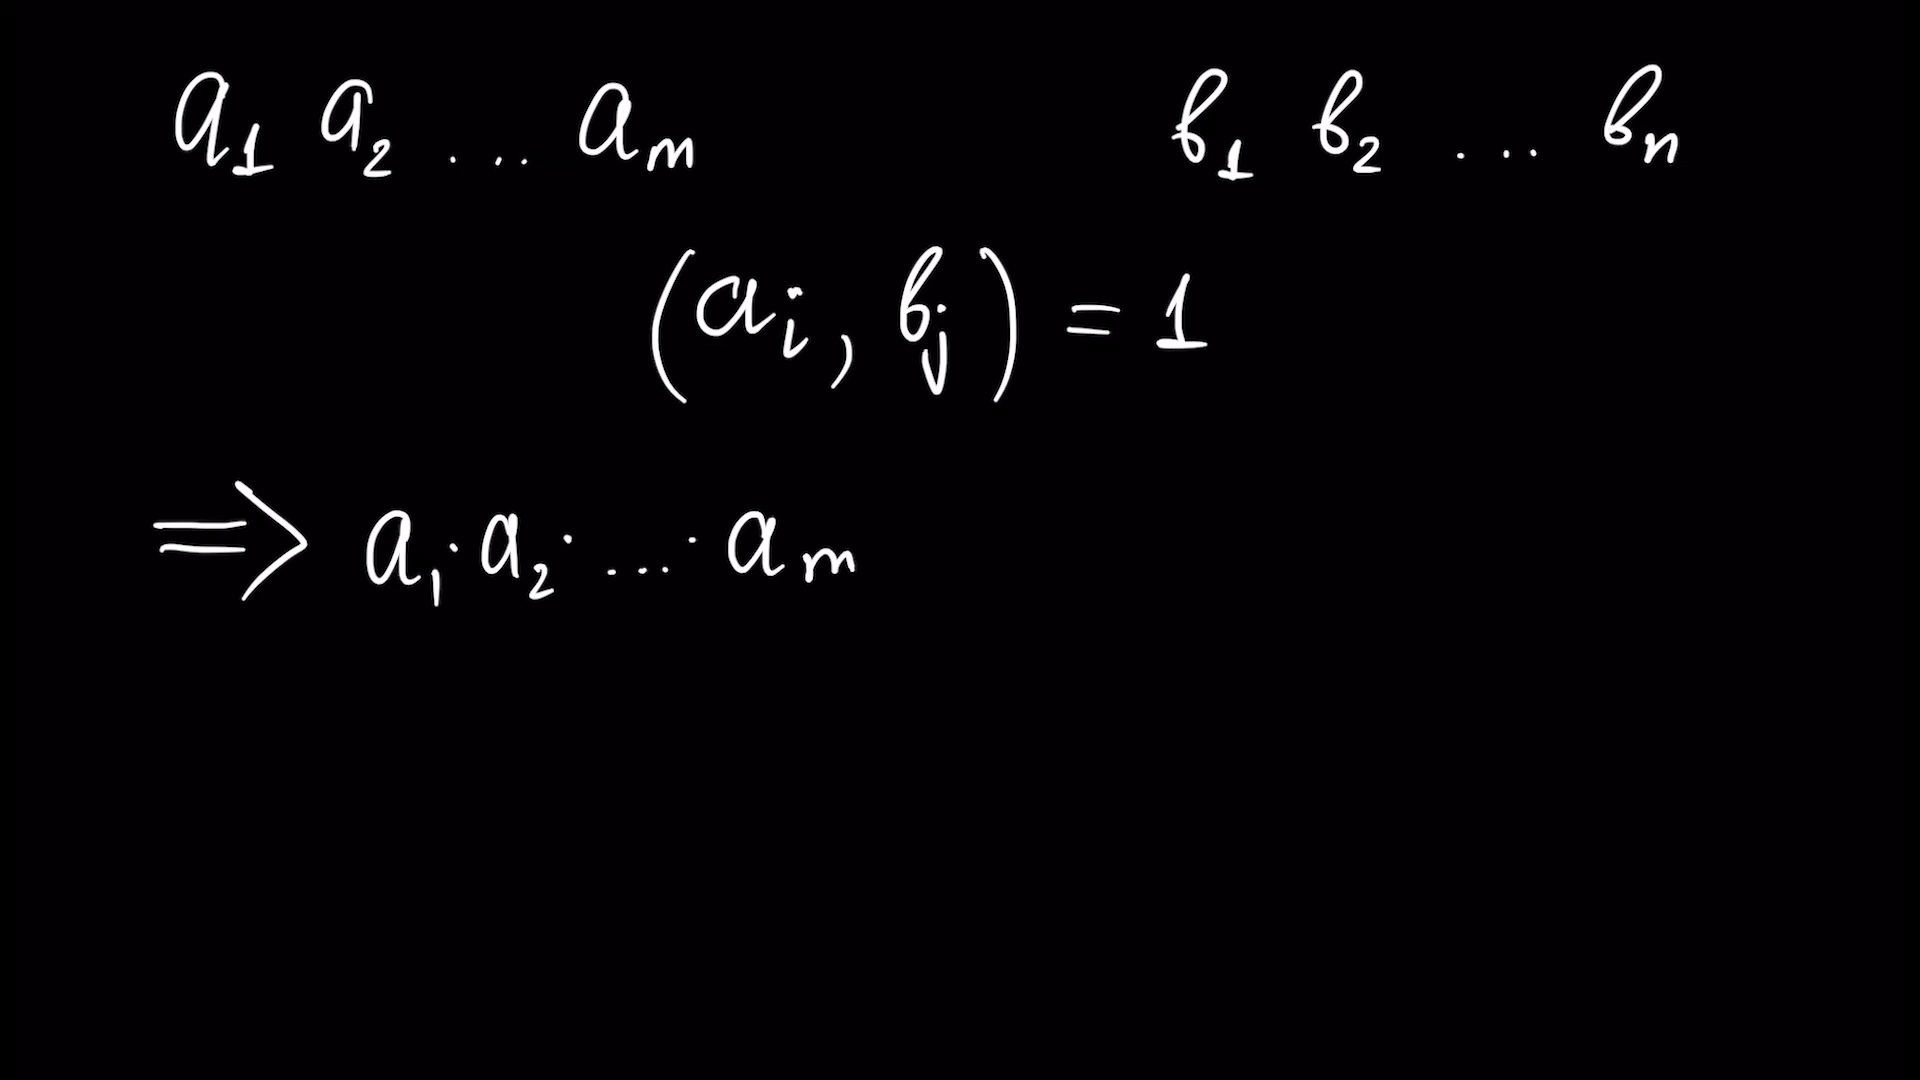 a₁ a₂ ... aₘ b₁ b₂ ... bₙ
(aᵢ, bⱼ) = 1
⇒ a₁ · a₂ · ... · aₘ